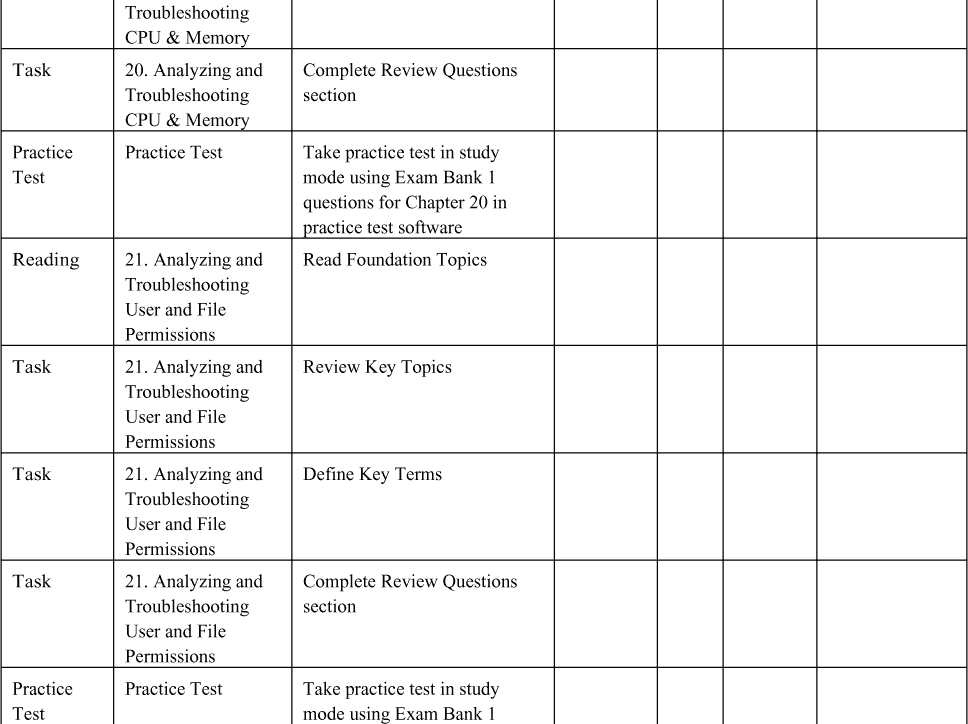 Troubleshooting
CPU & Memory
Task
20. Analyzing and
Troubleshooting
CPU & Memory
Complete Review Questions
section
Practice
Test
Practice Test
Take practice test in study
mode using Exam Bank 1
questions for Chapter 20 in
practice test software
Reading
21. Analyzing and
Troubleshooting
User and File
Permissions
Read Foundation Topics
Task
21. Analyzing and
Troubleshooting
User and File
Permissions
Review Key Topics
Task
21. Analyzing and
Troubleshooting
User and File
Permissions
Define Key Terms
Task
21. Analyzing and
Troubleshooting
User and File
Permissions
Complete Review Questions
section
Practice
Test
Practice Test
Take practice test in study
mode using Exam Bank 1